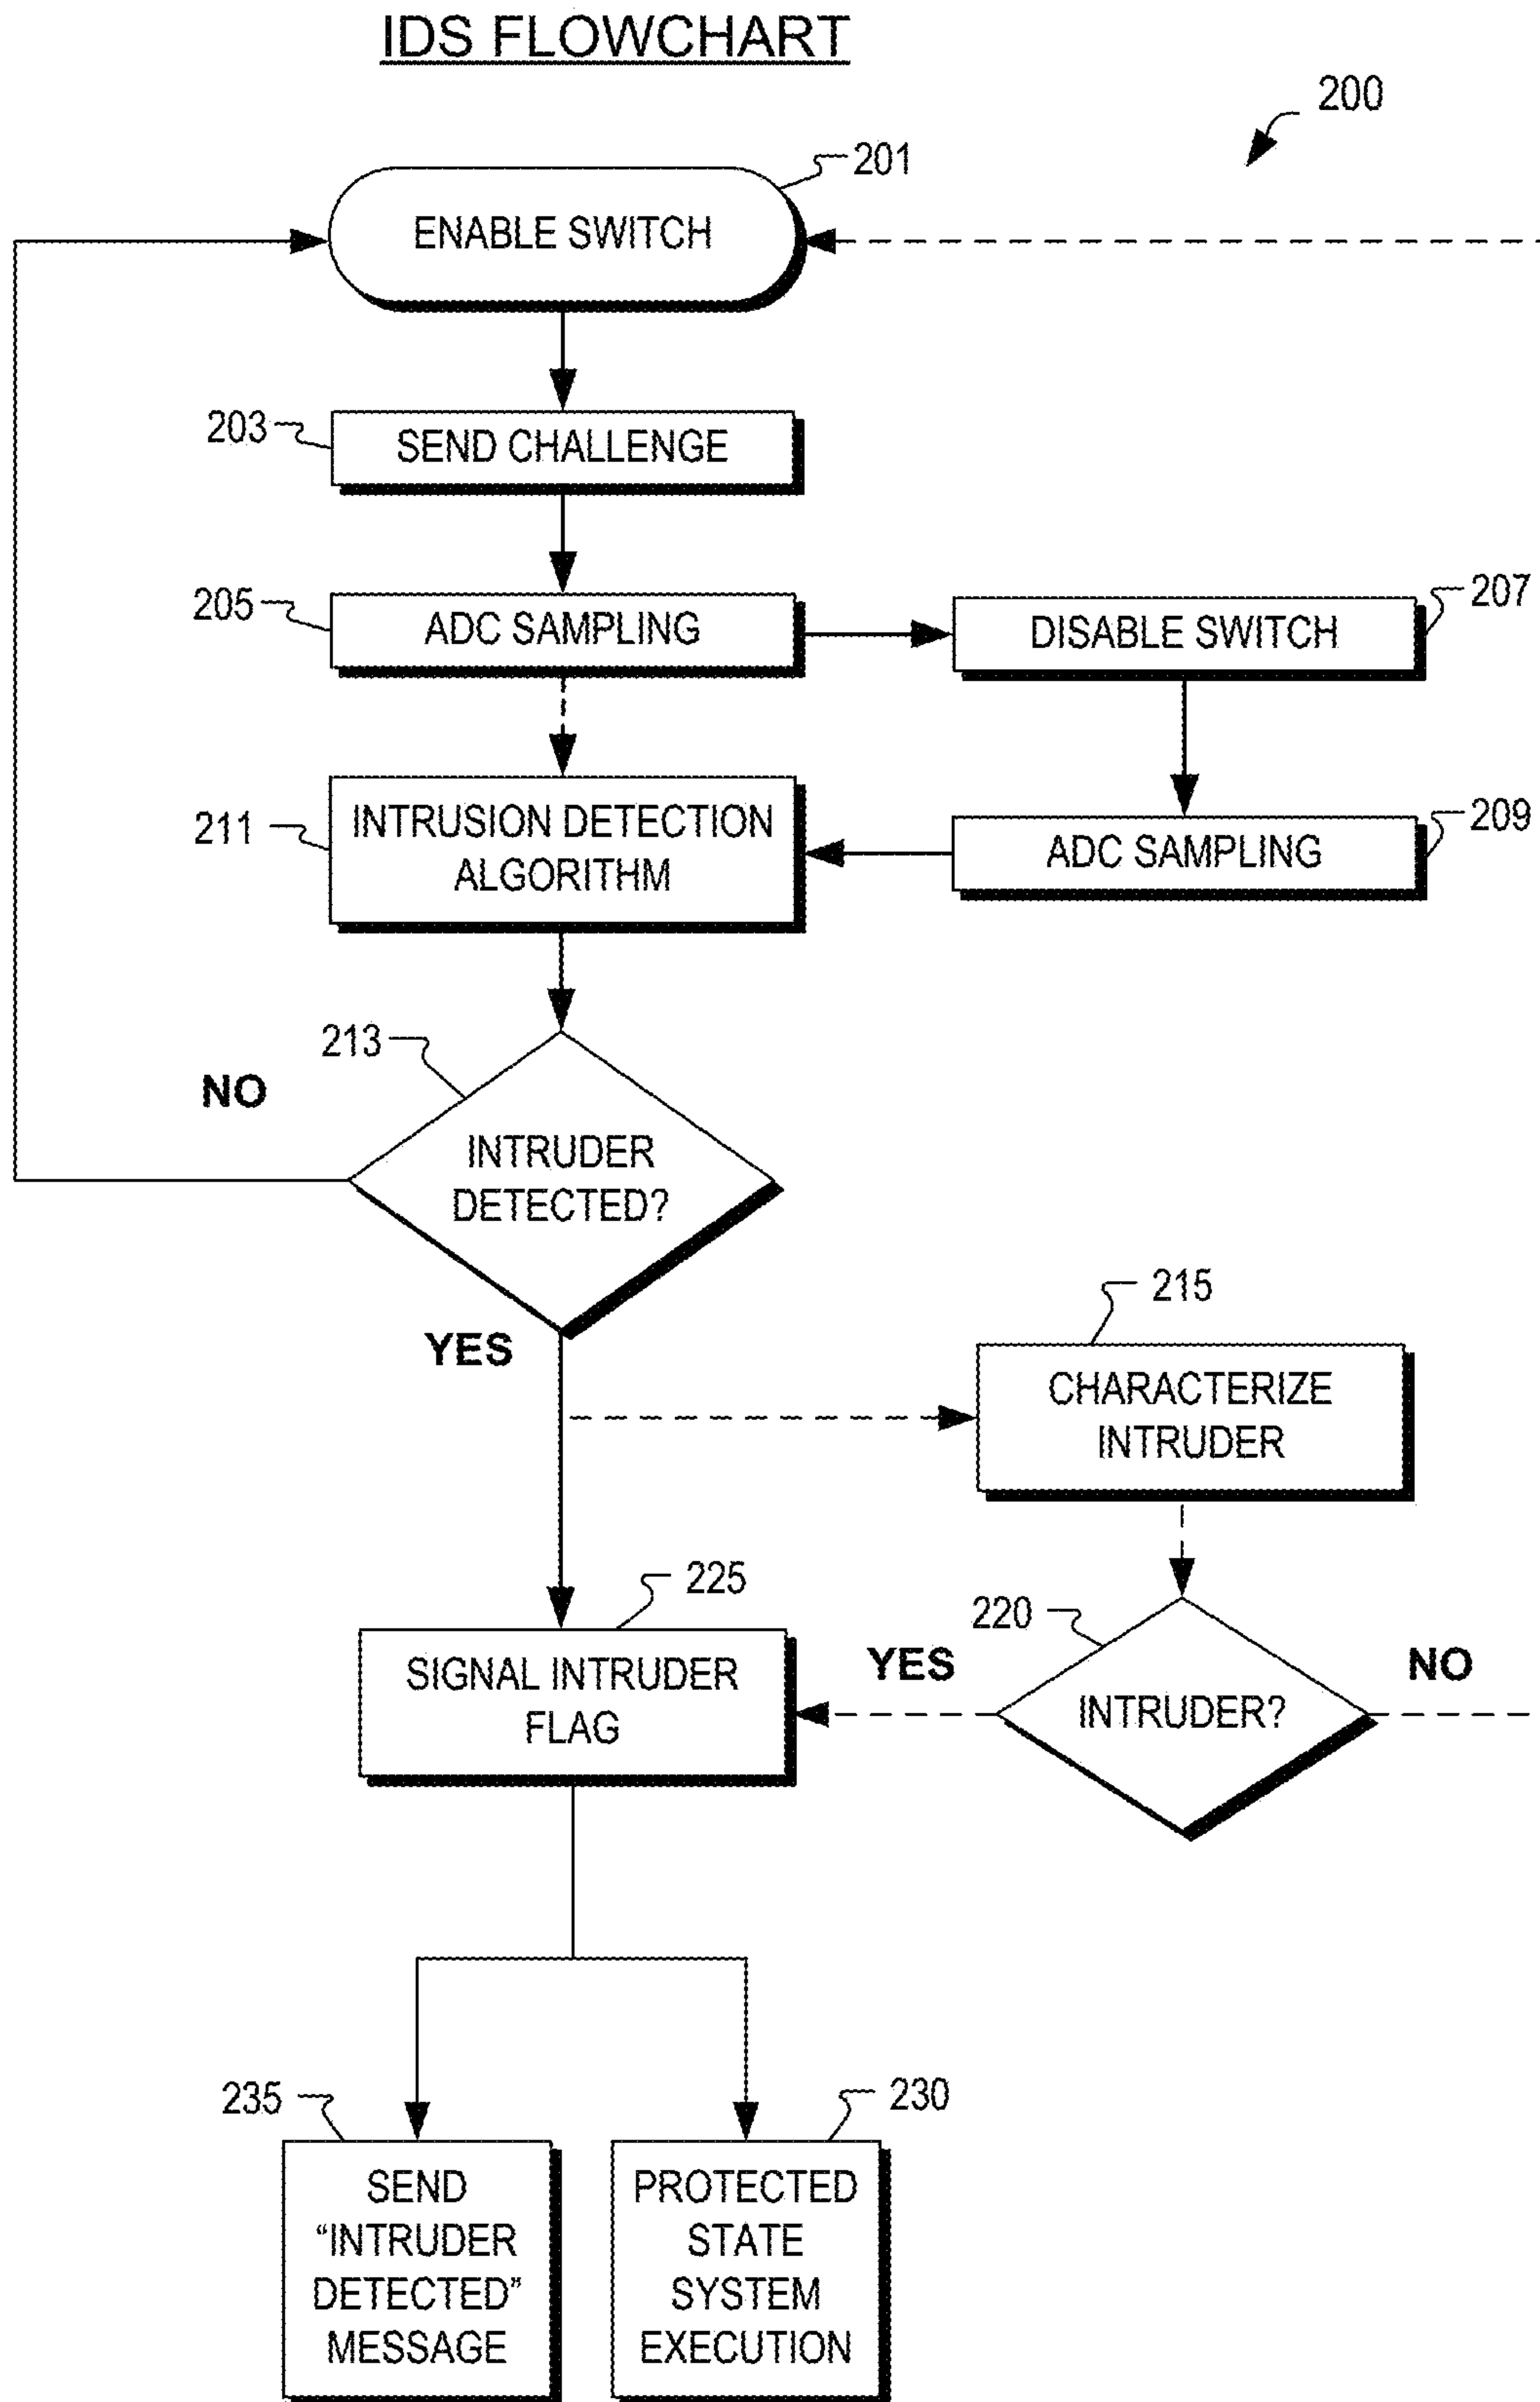 IDS FLOWCHART
200
201
ENABLE SWITCH
203
SEND CHALLENGE
205
ADC SAMPLING
207
DISABLE SWITCH
211
INTRUSION DETECTION
ALGORITHM
209
ADC SAMPLING
213
NO
INTRUDER
DETECTED?
YES
215
CHARACTERIZE
INTRUDER
225
SIGNAL INTRUDER
FLAG
220
YES
INTRUDER?
NO
235
SEND
“INTRUDER
DETECTED”
MESSAGE
230
PROTECTED
STATE
SYSTEM
EXECUTION